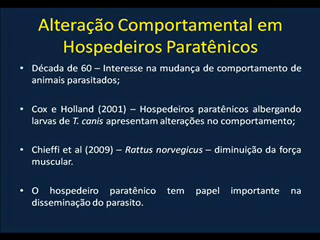 Alteração Comportamental em
Hospedeiros Paratênicos
• Década de 60 – Interesse na mudança de comportamento de
animais parasitados;
• Cox e Holland (2001) – Hospedeiros paratênicos albergando
larvas de T. canis apresentam alterações no comportamento;
• Chieffi et al (2009) – Rattus norvegicus – diminuição da força
muscular.
• O hospedeiro paratênico tem papel importante na
disseminação do parasito.